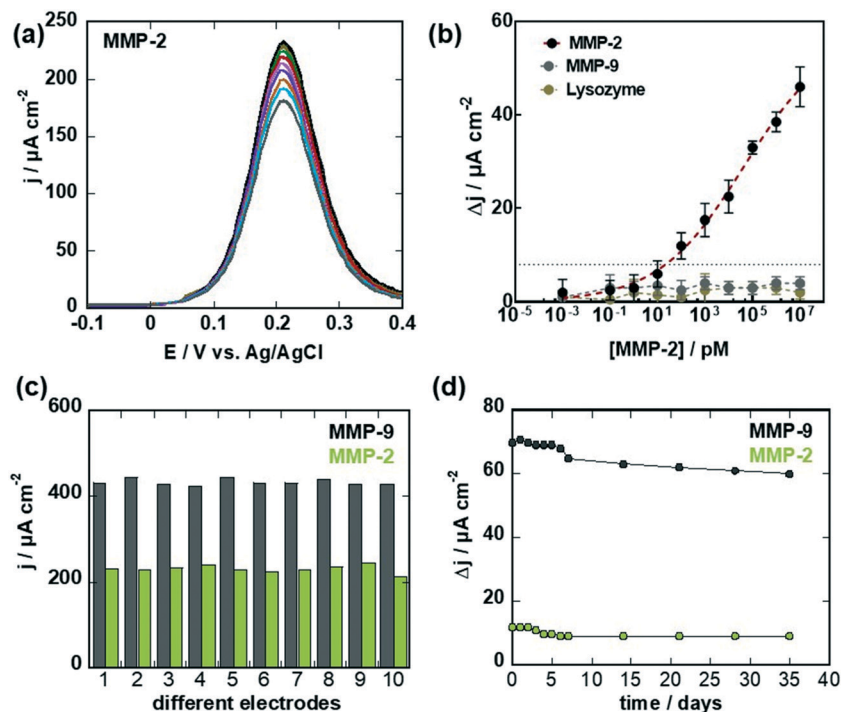 (a)
MMP-2
j / µA cm⁻²
250
200
150
100
50
0
-0.1 0 0.1 0.2 0.3 0.4
E / V vs. Ag/AgCl
(b)
MMP-2
MMP-9
Lysozyme
Δj / µA cm⁻²
60
40
20
0
10⁻⁵ 10⁻³ 10⁻¹ 10¹ 10³ 10⁵ 10⁷
[MMP-2] / pM
(c)
MMP-9
MMP-2
j / µA cm⁻²
600
400
200
0
1 2 3 4 5 6 7 8 9 10
different electrodes
(d)
MMP-9
MMP-2
Δj / µA cm⁻²
80
60
40
20
0
0 5 10 15 20 25 30 35 40
time / days